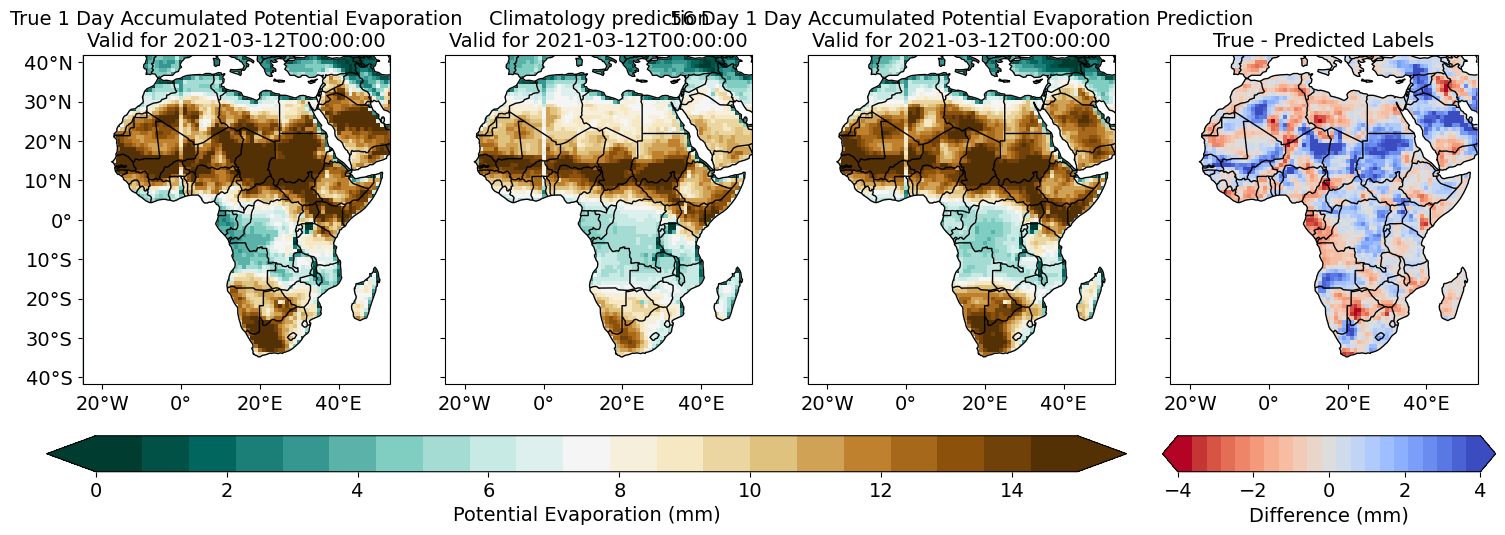 True 1 Day Accumulated Potential Evaporation
Valid for 2021-03-12T00:00:00
Climatology prediction
Valid for 2021-03-12T00:00:00
56 Day 1 Day Accumulated Potential Evaporation Prediction
Valid for 2021-03-12T00:00:00
True - Predicted Labels
40°N
30°N
20°N
10°N
0°
10°S
20°S
30°S
40°S
20°W 0° 20°E 40°E
20°W 0° 20°E 40°E
20°W 0° 20°E 40°E
20°W 0° 20°E 40°E
0 2 4 6 8 10 12 14
Potential Evaporation (mm)
−4 −2 0 2 4
Difference (mm)